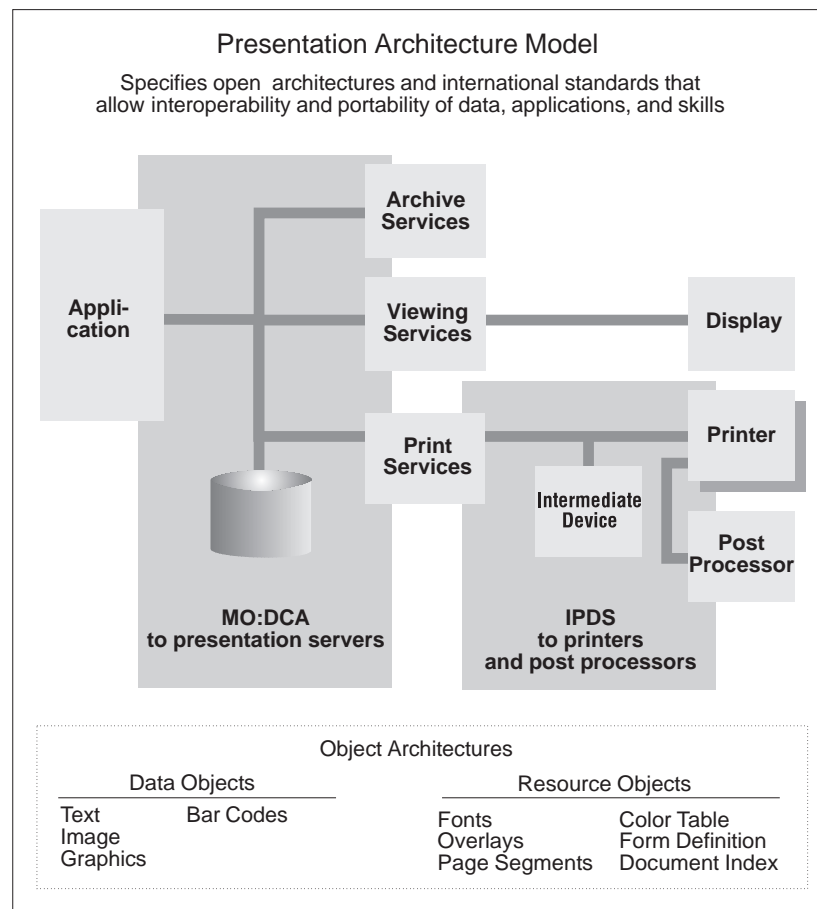 Presentation Architecture Model
Specifies open architectures and international standards that
allow interoperability and portability of data, applications, and skills
Archive
Services
Appli-
cation
Viewing
Services
Display
Print
Services
Printer
Intermediate
Device
Post
Processor
MO:DCA
to presentation servers
IPDS
to printers
and post processors
Object Architectures
Data Objects
Text
Image
Graphics
Bar Codes
Resource Objects
Fonts
Overlays
Page Segments
Color Table
Form Definition
Document Index